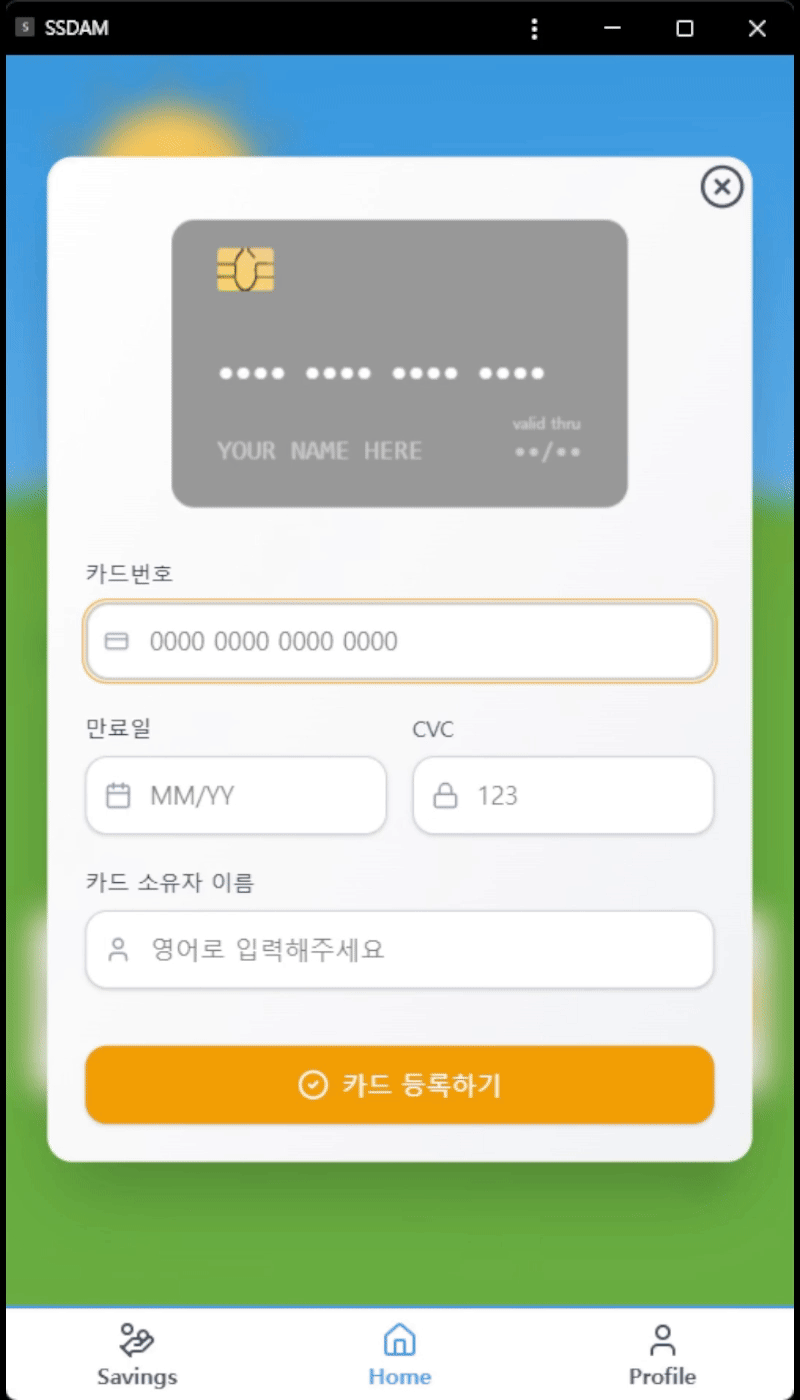 S SSDAM
•••• •••• •••• ••••
valid thru
YOUR NAME HERE ••/••
카드번호
0000 0000 0000 0000
만료일 CVC
MM/YY 123
카드 소유자 이름
영어로 입력해주세요
카드 등록하기
Savings Home Profile